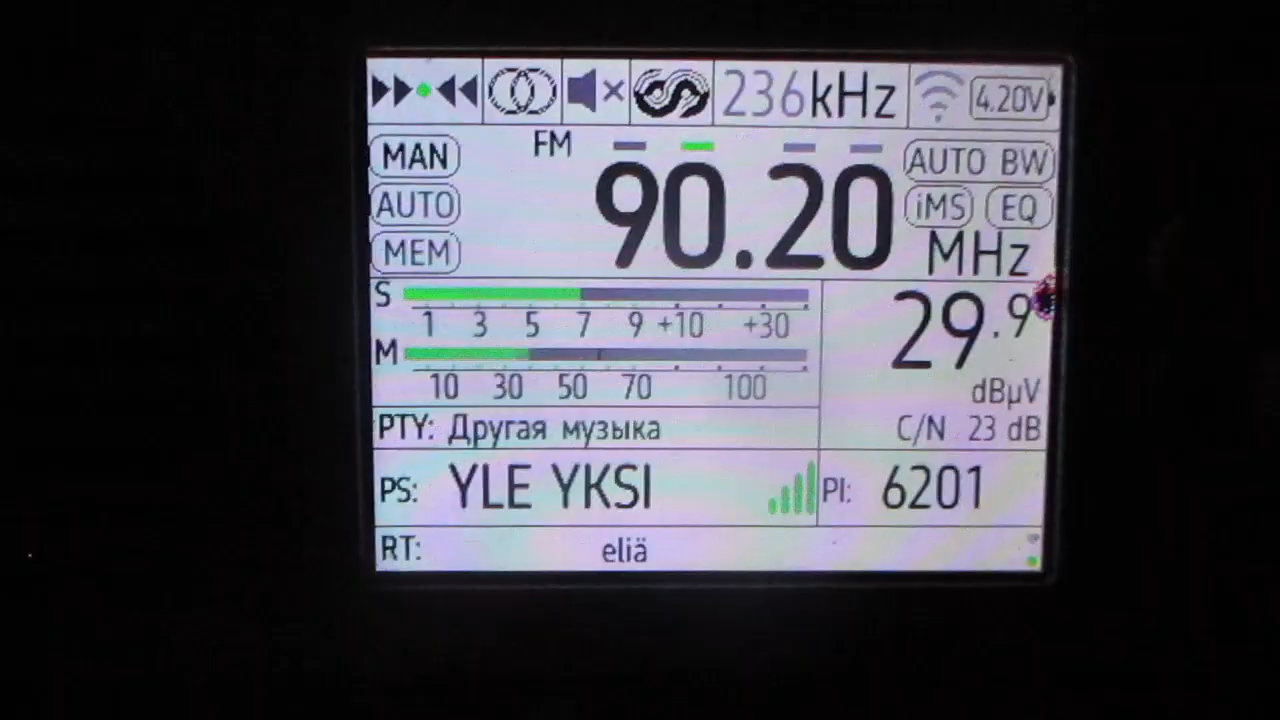 236kHz 4.20V
MAN FM 90.20 MHz AUTO BW
AUTO iMS EQ
MEM
S 1 3 5 7 9 +10 +30
29.9 dBµV
M 10 30 50 70 100
PTY: Другая музыка C/N 23 dB
PS: YLE YKSI PI: 6201
RT: eliä